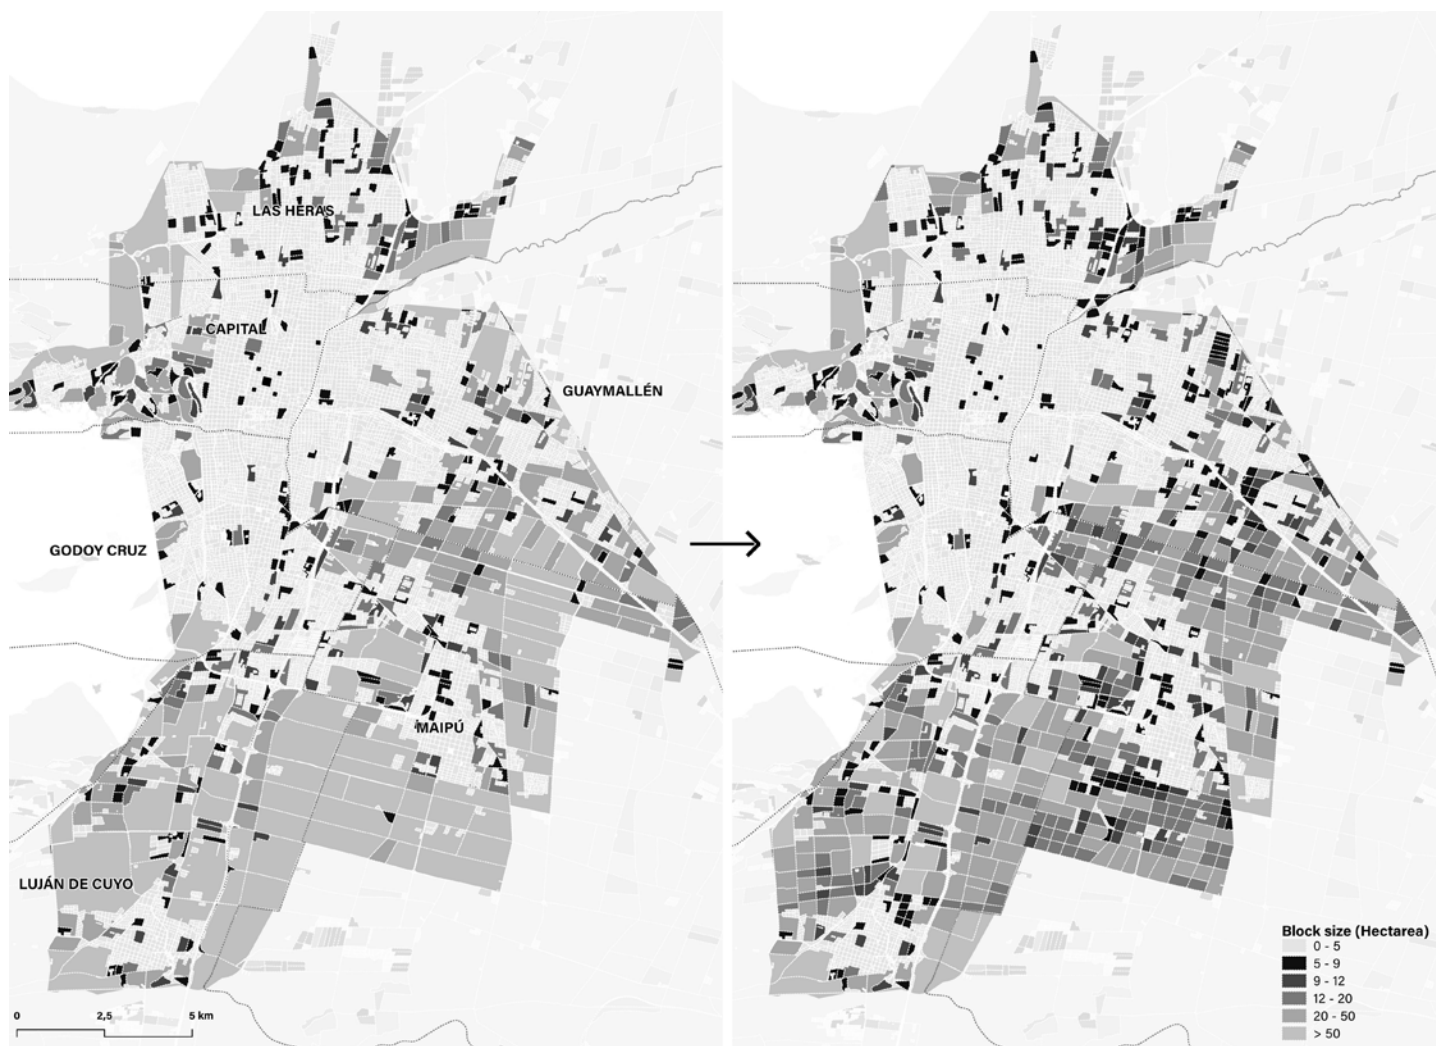 LAS HERAS
CAPITAL
GUAYMALLÉN
GODOY CRUZ
MAIPÚ
LUJÁN DE CUYO
0 2,5 5 km
Block size (Hectarea)
0 - 5
5 - 9
9 - 12
12 - 20
20 - 50
> 50